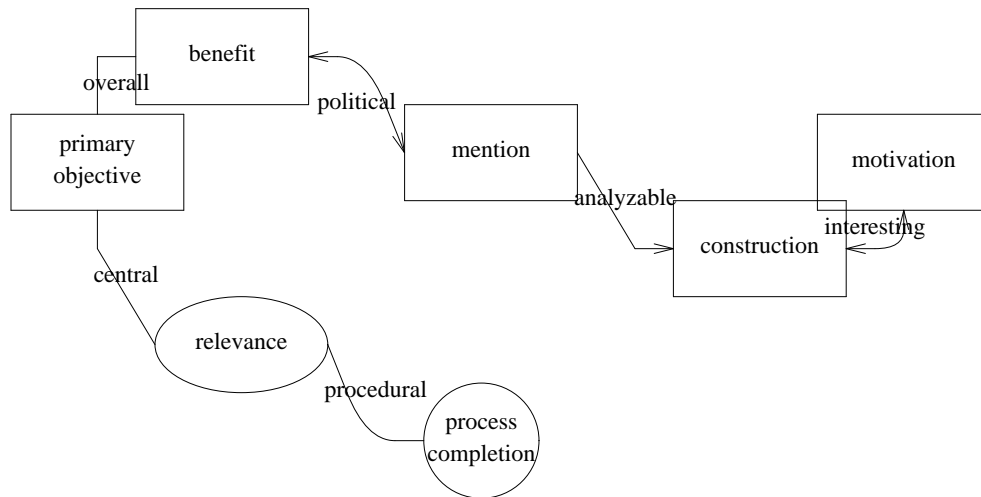 benefit
overall
political
primary
objective
mention
motivation
analyzable
interesting
construction
central
relevance
procedural
process
completion